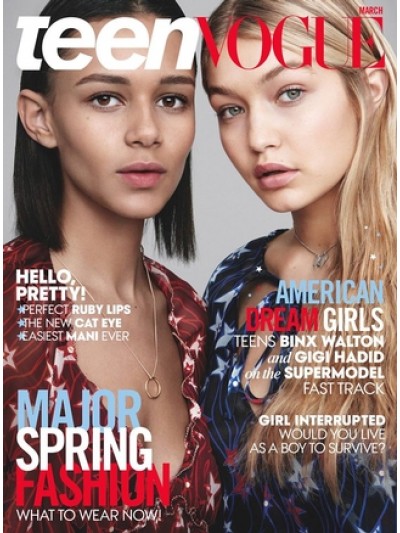 MARCH
teenVOGUE
HELLO,
PRETTY!
+PERFECT RUBY LIPS
+THE NEW CAT EYE
+EASIEST MANI EVER
AMERICAN
DREAM GIRLS
TEENS BINX WALTON
and GIGI HADID
on the SUPERMODEL
FAST TRACK
MAJOR
SPRING
FASHION
WHAT TO WEAR NOW!
GIRL INTERRUPTED
WOULD YOU LIVE
AS A BOY TO SURVIVE?